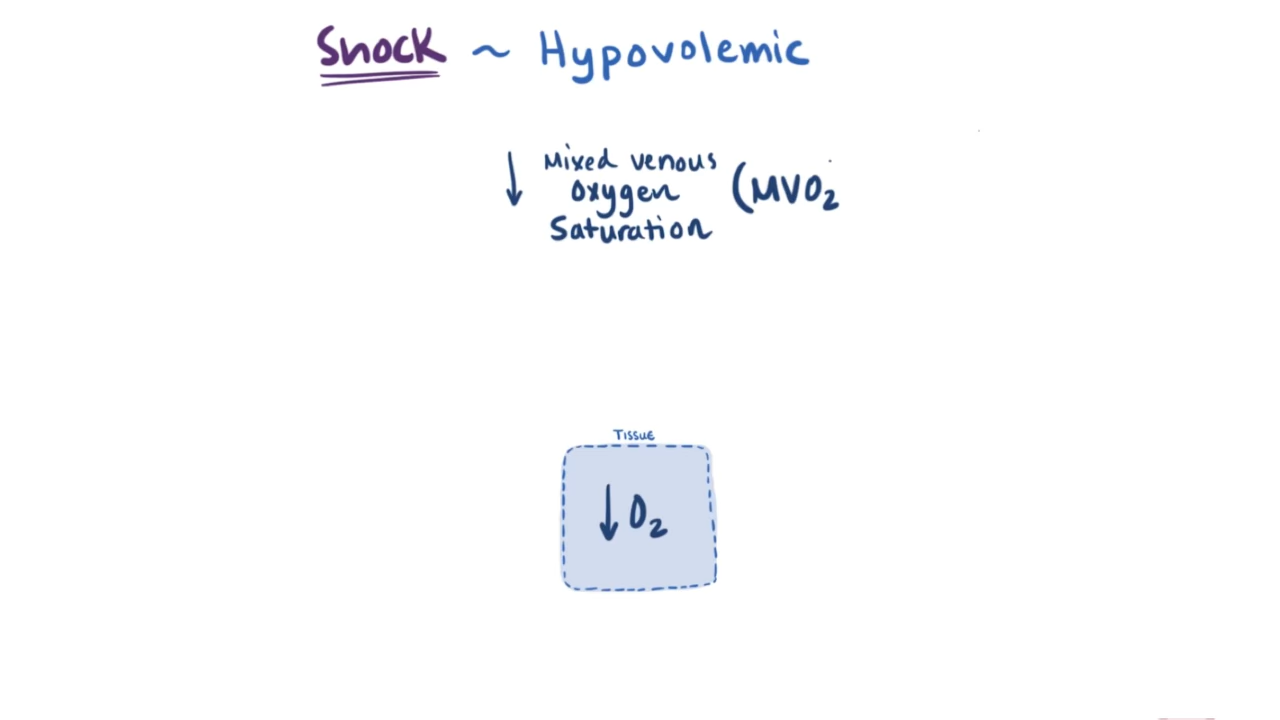 Shock ~ Hypovolemic
↓ Mixed venous
oxygen
Saturation
(MVO₂
Tissue
↓ O₂